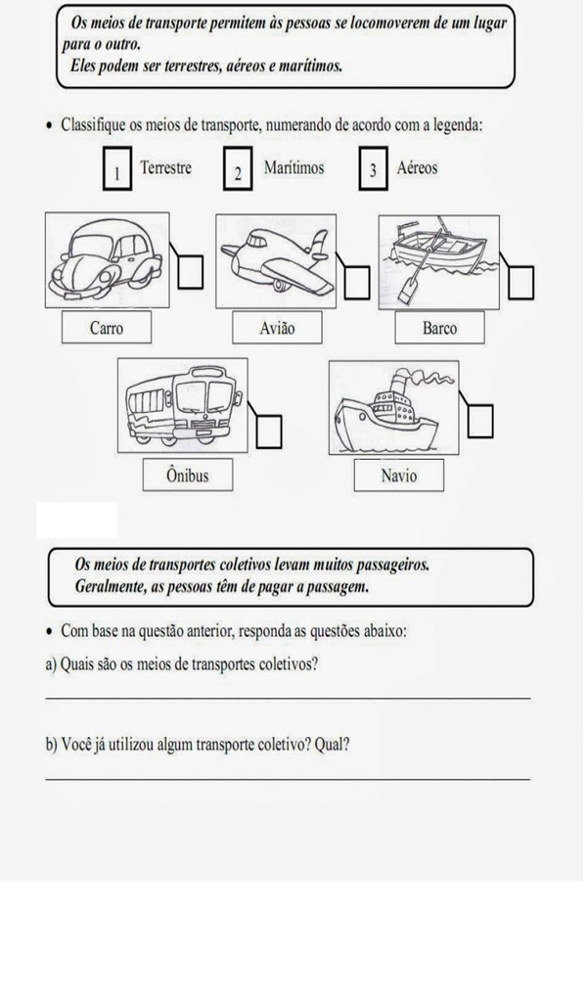 Os meios de transporte permitem às pessoas se locomoverem de um lugar
para o outro.
Eles podem ser terrestres, aéreos e marítimos.
• Classifique os meios de transporte, numerando de acordo com a legenda:
1 Terrestre 2 Marítimos 3 Aéreos
Carro Avião Barco
Ônibus Navio
Os meios de transportes coletivos levam muitos passageiros.
Geralmente, as pessoas têm de pagar a passagem.
• Com base na questão anterior, responda as questões abaixo:
a) Quais são os meios de transportes coletivos?
b) Você já utilizou algum transporte coletivo? Qual?